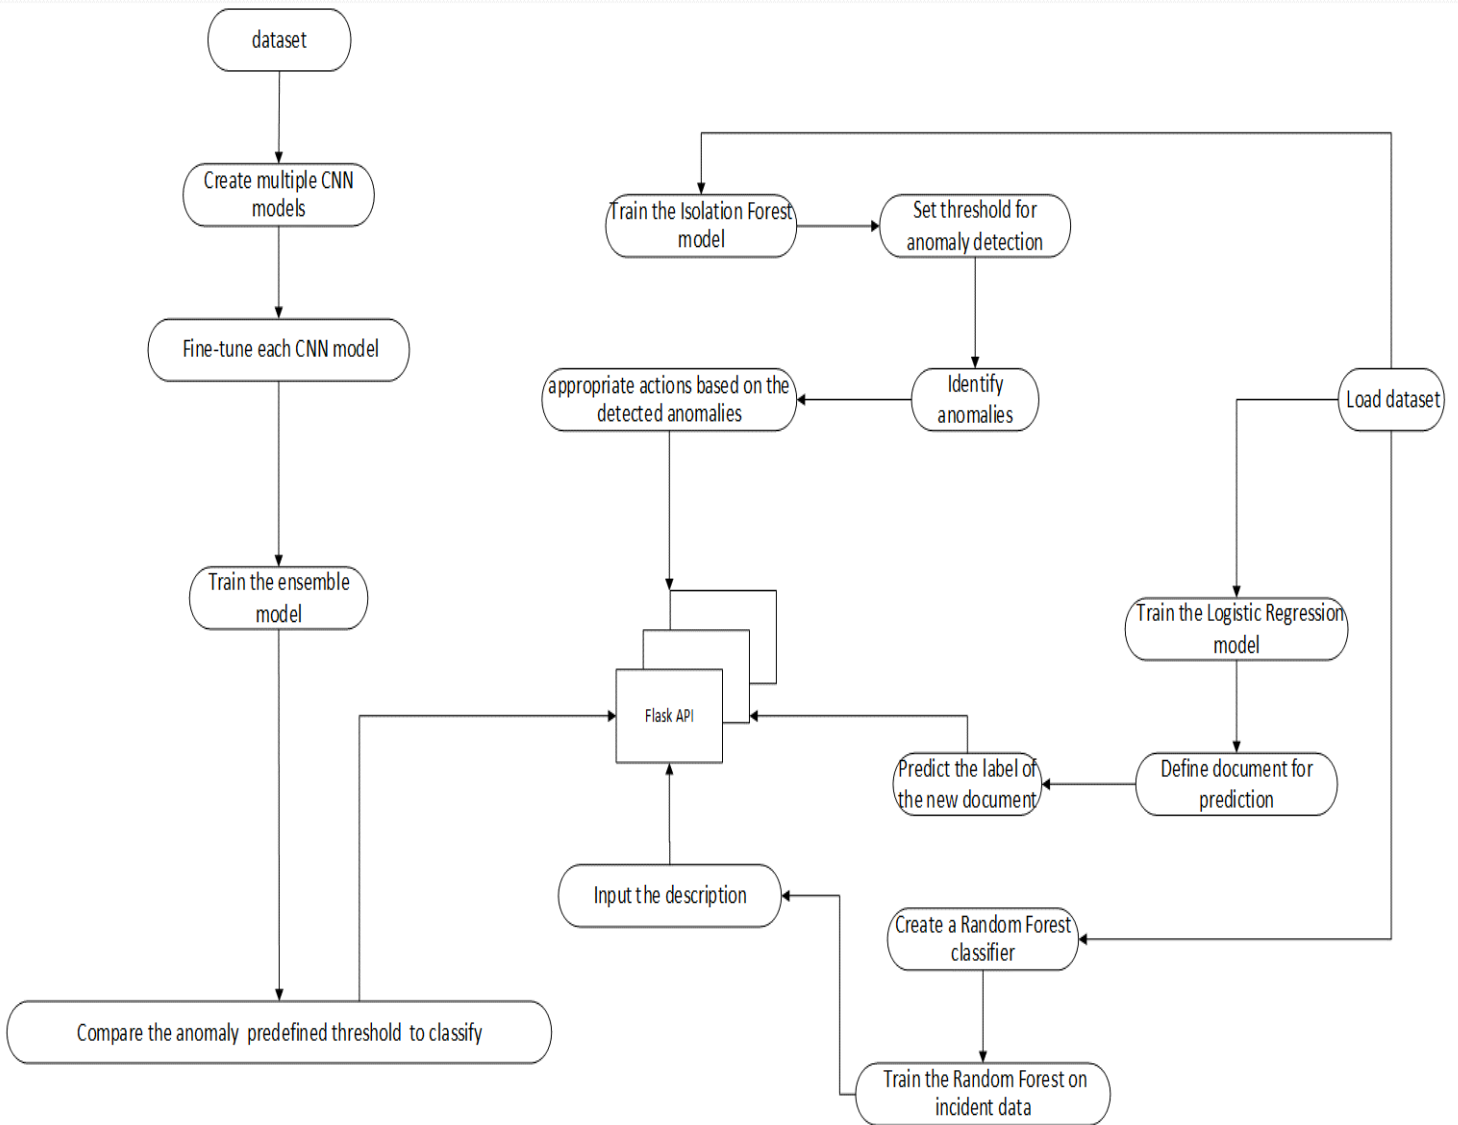 dataset
Create multiple CNN
models
Fine-tune each CNN model
Train the ensemble
model
Compare the anomaly predefined threshold to classify
Train the Isolation Forest
model
Set threshold for
anomaly detection
Identify
anomalies
appropriate actions based on the
detected anomalies
Load dataset
Train the Logistic Regression
model
Define document for
prediction
Predict the label of
the new document
Flask API
Input the description
Create a Random Forest
classifier
Train the Random Forest on
incident data